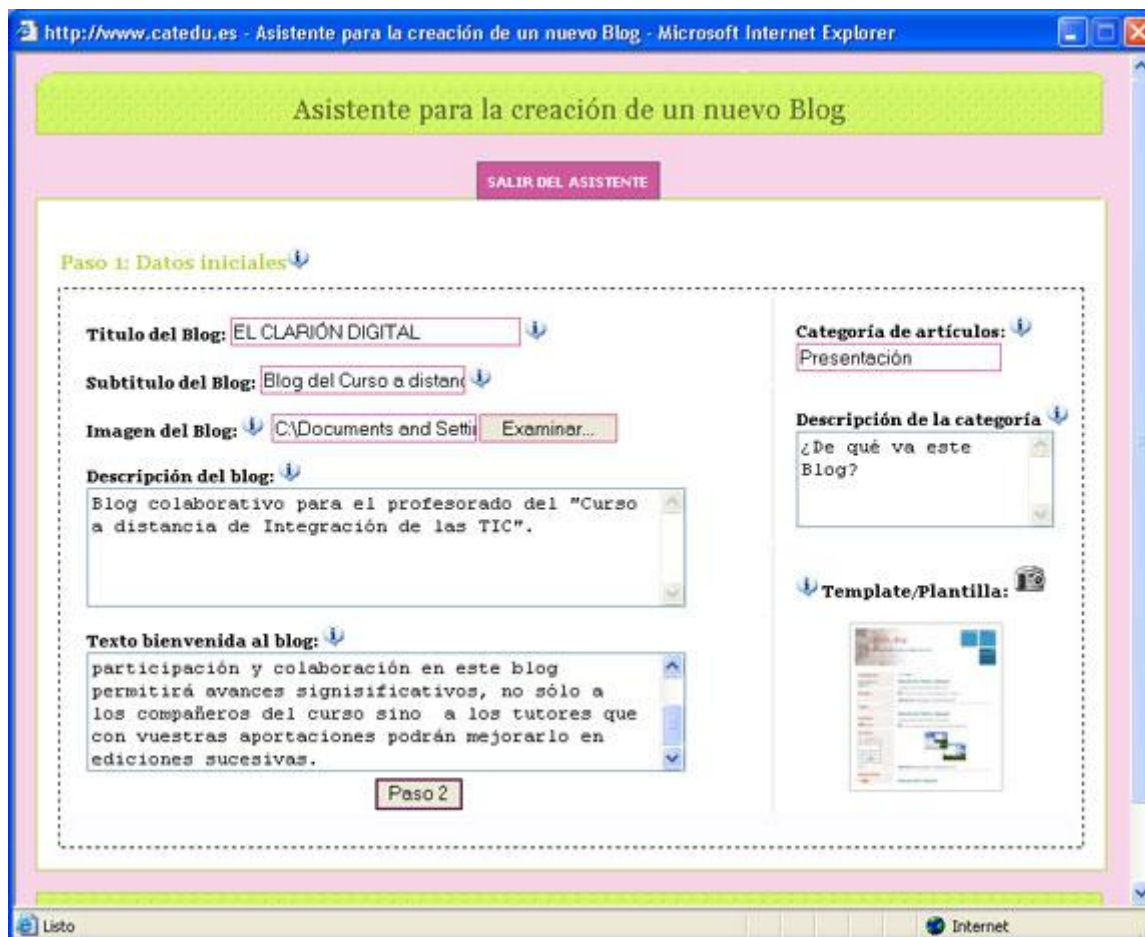 http://www.catedu.es - Asistente para la creación de un nuevo Blog - Microsoft Internet Explorer
Asistente para la creación de un nuevo Blog
SALIR DEL ASISTENTE
Paso 1: Datos iniciales
Titulo del Blog: EL CLARIÓN DIGITAL
Subtitulo del Blog: Blog del Curso a distanc
Imagen del Blog: C:\Documents and Settin Examinar...
Descripción del blog:
Blog colaborativo para el profesorado del "Curso
a distancia de Integración de las TIC".
Texto bienvenida al blog:
participación y colaboración en este blog
permitirá avances signisificativos, no sólo a
los compañeros del curso sino a los tutores que
con vuestras aportaciones podrán mejorarlo en
ediciones sucesivas.
Paso 2
Categoría de artículos:
Presentación
Descripción de la categoría
¿De qué va este
Blog?
Template/Plantilla:
Listo
Internet